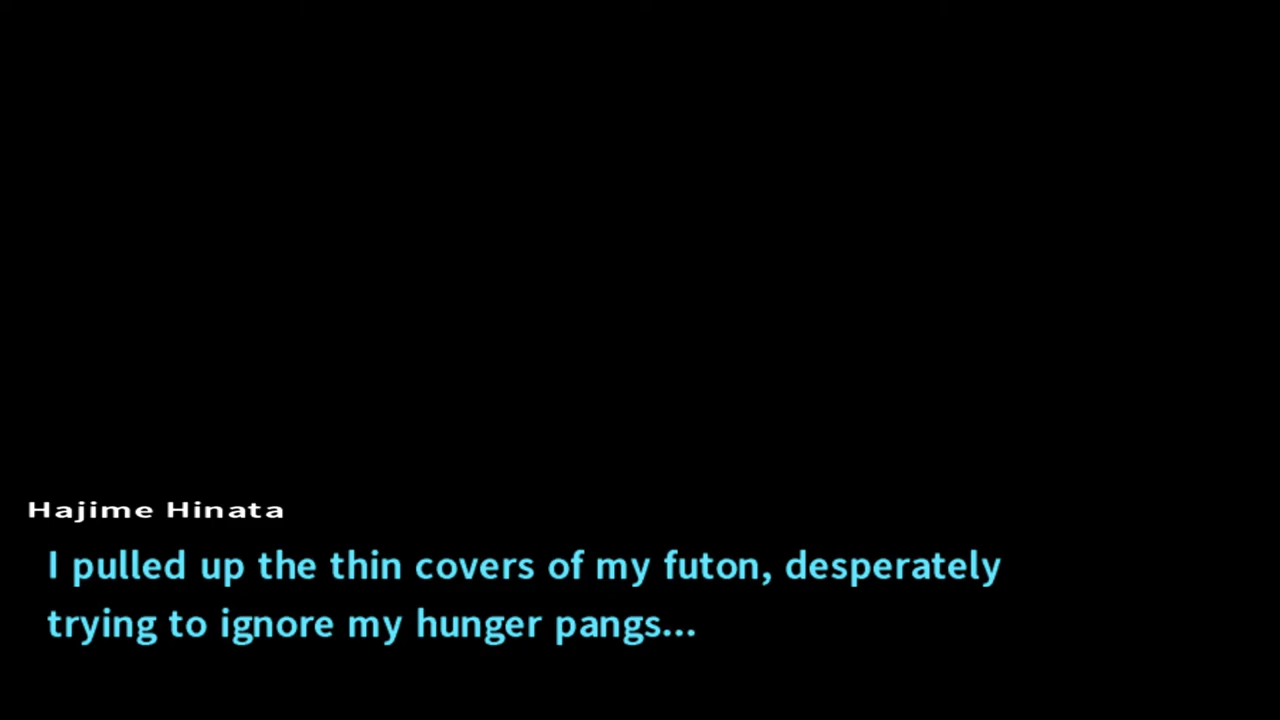 Hajime Hinata
I pulled up the thin covers of my futon, desperately
trying to ignore my hunger pangs...